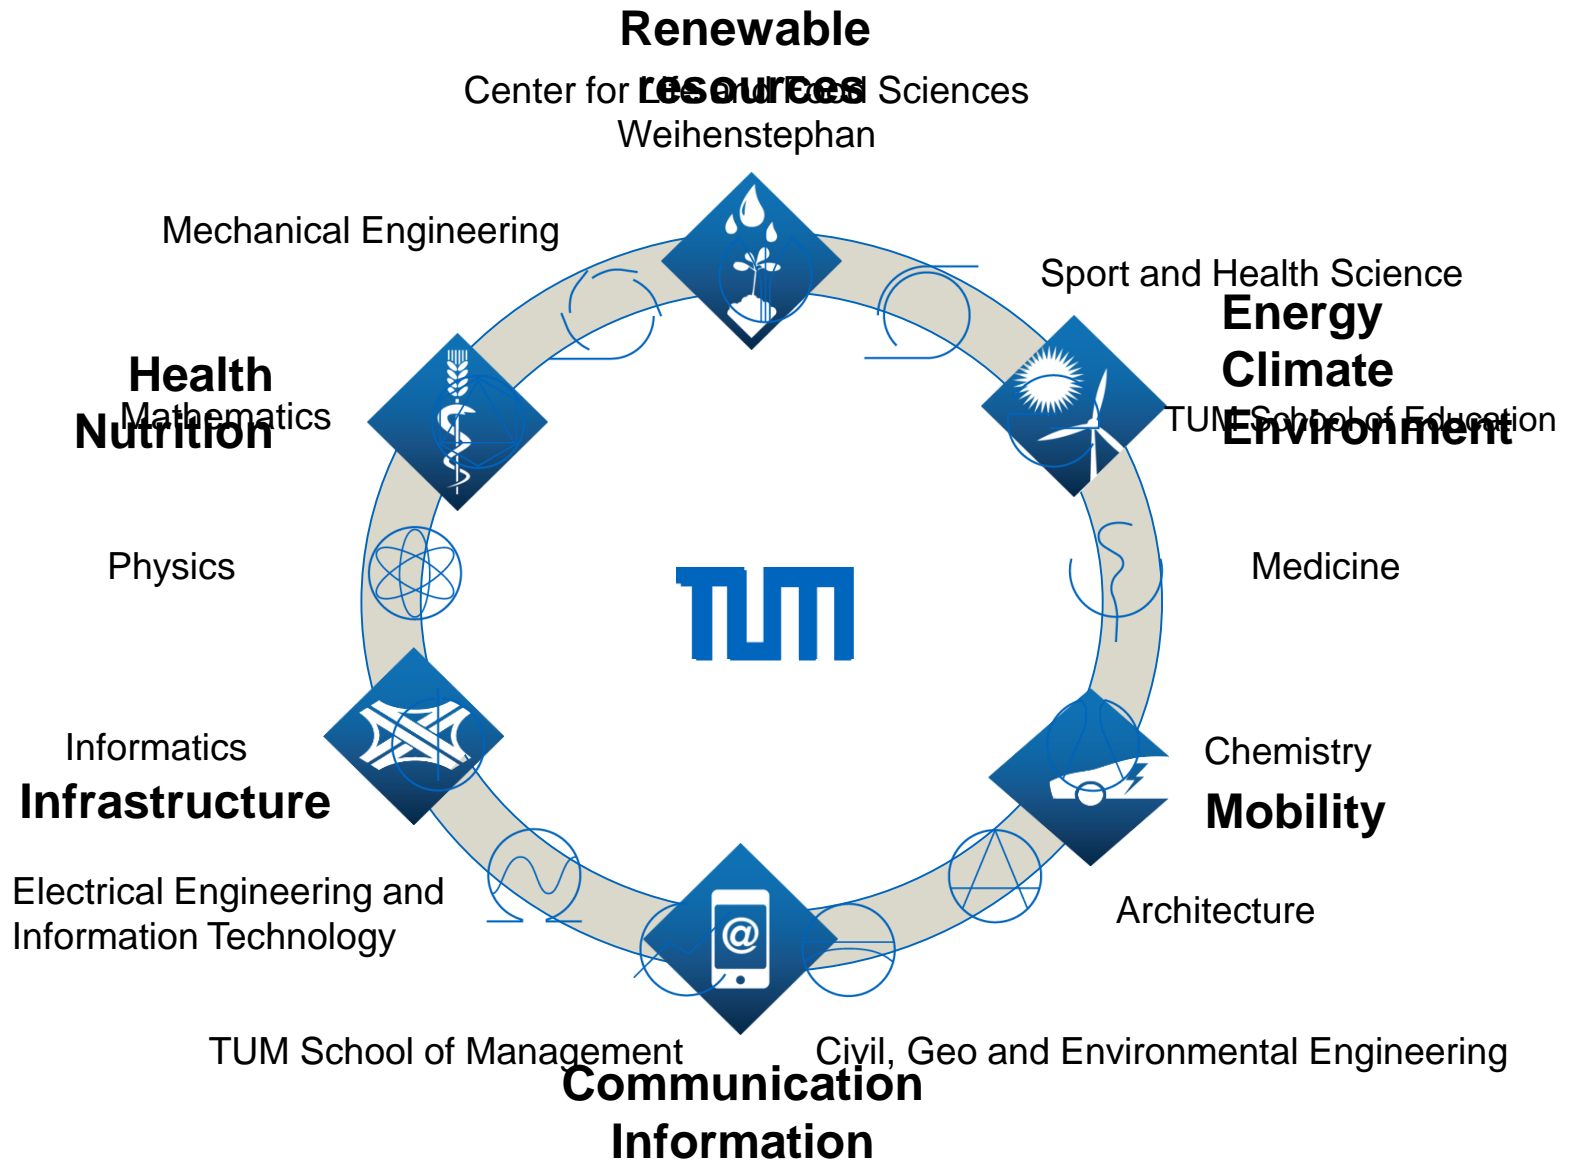 Renewable
resources
Center for Life and Food Sciences
Weihenstephan
Mechanical Engineering
Sport and Health Science
Energy
Climate
Environment
Health
Nutrition
Mathematics
TUM School of Education
Physics
TUM
Medicine
Informatics
Infrastructure
Chemistry
Mobility
Electrical Engineering and
Information Technology
@
Architecture
TUM School of Management
Civil, Geo and Environmental Engineering
Communication
Information